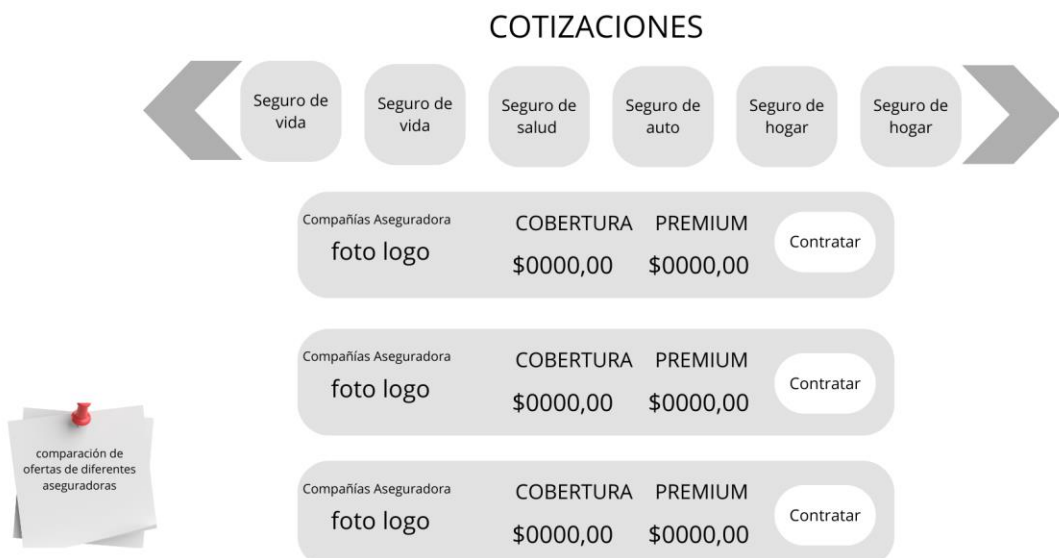 COTIZACIONES
Seguro de
vida
Seguro de
vida
Seguro de
salud
Seguro de
auto
Seguro de
hogar
Seguro de
hogar
Compañías Aseguradora
foto logo
COBERTURA PREMIUM
$0000,00 $0000,00
Contratar
Compañías Aseguradora
foto logo
COBERTURA PREMIUM
$0000,00 $0000,00
Contratar
comparación de
ofertas de diferentes
aseguradoras
Compañías Aseguradora
foto logo
COBERTURA PREMIUM
$0000,00 $0000,00
Contratar